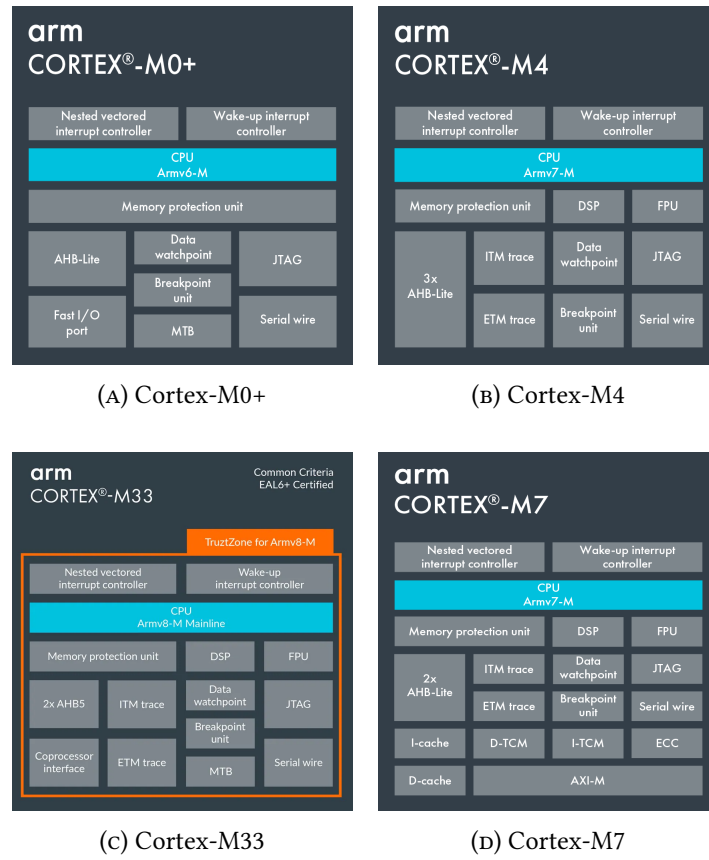 arm
CORTEX®-M0+
Nested vectored
interrupt controller
Wake-up interrupt
controller
CPU
Armv6-M
Memory protection unit
AHB-Lite
Data
watchpoint
JTAG
Breakpoint
unit
Fast I/O
port
MTB
Serial wire
(A) Cortex-M0+
arm
CORTEX®-M4
Nested vectored
interrupt controller
Wake-up interrupt
controller
CPU
Armv7-M
Memory protection unit
DSP
FPU
3x
AHB-Lite
ITM trace
Data
watchpoint
JTAG
ETM trace
Breakpoint
unit
Serial wire
(B) Cortex-M4
arm
CORTEX®-M33
Common Criteria
EAL6+ Certified
TruztZone for Armv8-M
Nested vectored
interrupt controller
Wake-up
interrupt controller
CPU
Armv8-M Mainline
Memory protection unit
DSP
FPU
2x AHB5
ITM trace
Data
watchpoint
JTAG
Breakpoint
unit
Coprocessor
interface
ETM trace
MTB
Serial wire
(C) Cortex-M33
arm
CORTEX®-M7
Nested vectored
interrupt controller
Wake-up interrupt
controller
CPU
Armv7-M
Memory protection unit
DSP
FPU
2x
AHB-Lite
ITM trace
Data
watchpoint
JTAG
ETM trace
Breakpoint
unit
Serial wire
I-cache
D-TCM
I-TCM
ECC
D-cache
AXI-M
(D) Cortex-M7